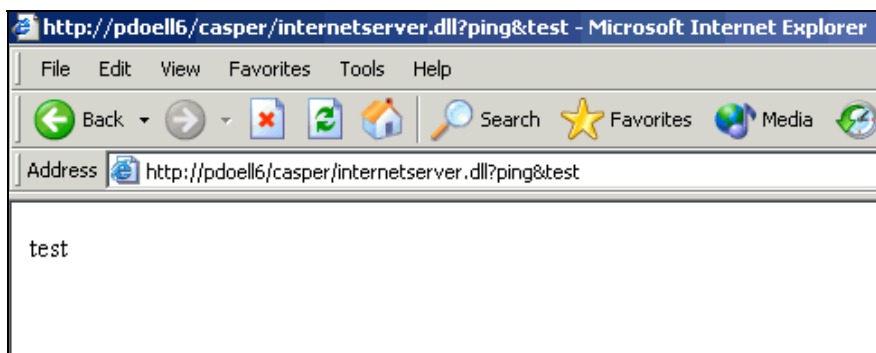 http://pdoell6/casper/internetserver.dll?ping&test - Microsoft Internet Explorer
File Edit View Favorites Tools Help
Back Search Favorites Media
Address http://pdoell6/casper/internetserver.dll?ping&test
test